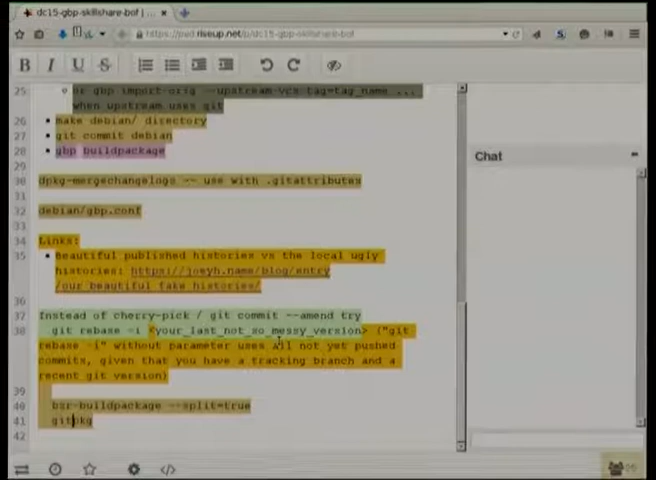 dc15-gbp-skillshare-bof | ...
https://pad.riseup.net/p/dc15-gbp-skillshare-bof
B I U S
25 or gbp import-orig --upstream-vcs-tag=tag_name ...
when upstream uses git
26 make debian/ directory
27 git commit debian
28 gbp buildpackage
29
30 dpkg-mergechangelogs -- use with .gitattributes
31
32 debian/gbp.conf
33
34 Links:
35 Beautiful published histories vs the local ugly
histories: https://joeyh.name/blog/entry
/our_beautiful_fake_histories/
36
37 Instead of cherry-pick / git commit --amend try
38 git rebase -i <your_last_not_so_messy_version> ("git
rebase -i" without parameter uses all not yet pushed
commits, given that you have a tracking branch and a
recent git version)
39
40 bzr-buildpackage --split=true
41 gitpkg
42
Chat